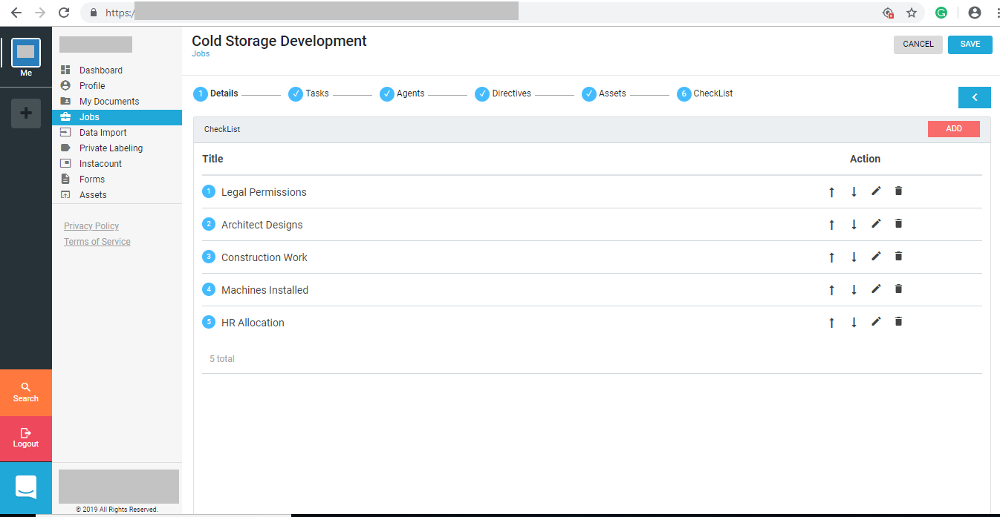 https:/
Cold Storage Development
Jobs
CANCEL
SAVE
Me
Dashboard
Profile
My Documents
Jobs
Data Import
Private Labeling
Instacount
Forms
Assets
Privacy Policy
Terms of Service
Search
Logout
© 2019 All Rights Reserved.
1 Details
Tasks
Agents
Directives
Assets
6 CheckList
CheckList
ADD
Title Action
1 Legal Permissions
2 Architect Designs
3 Construction Work
4 Machines Installed
5 HR Allocation
5 total